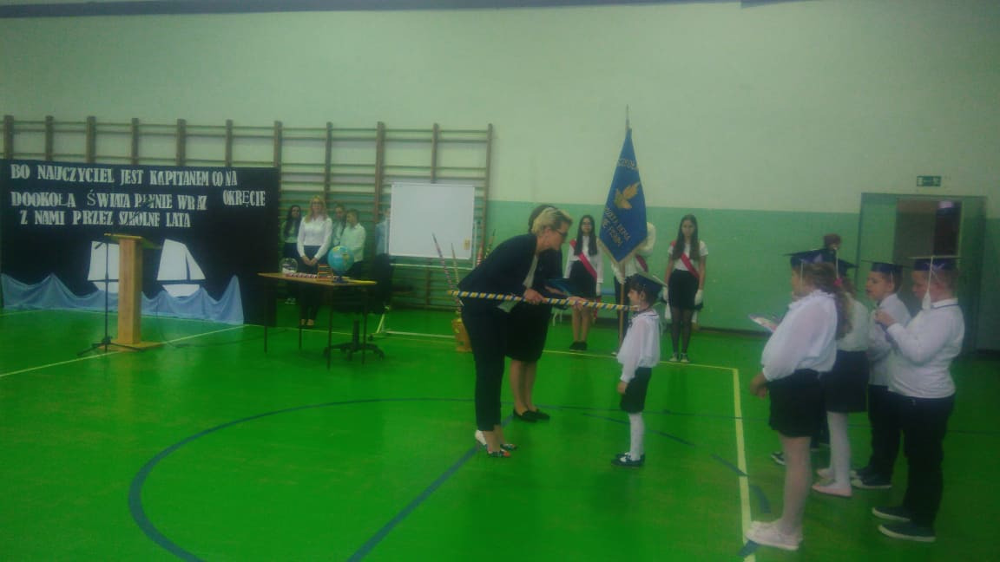 BO NAUCZYCIEL JEST KAPITANEM CO NA
OKRĘCIE
DOOKOŁA ŚWIATA PŁYNIE WRAZ
Z NAMI PRZEZ SZKOLNE LATA